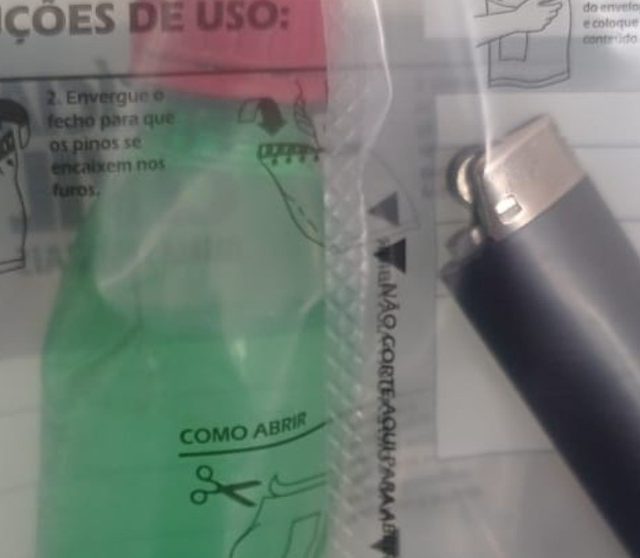 ÇÕES DE USO:
do envelo
e coloque
conteúdo
2. Envergue o
fecho para que
os pinos se
encaixem nos
furos.
NÃO CORTE AQUI PARA AB
COMO ABRIR